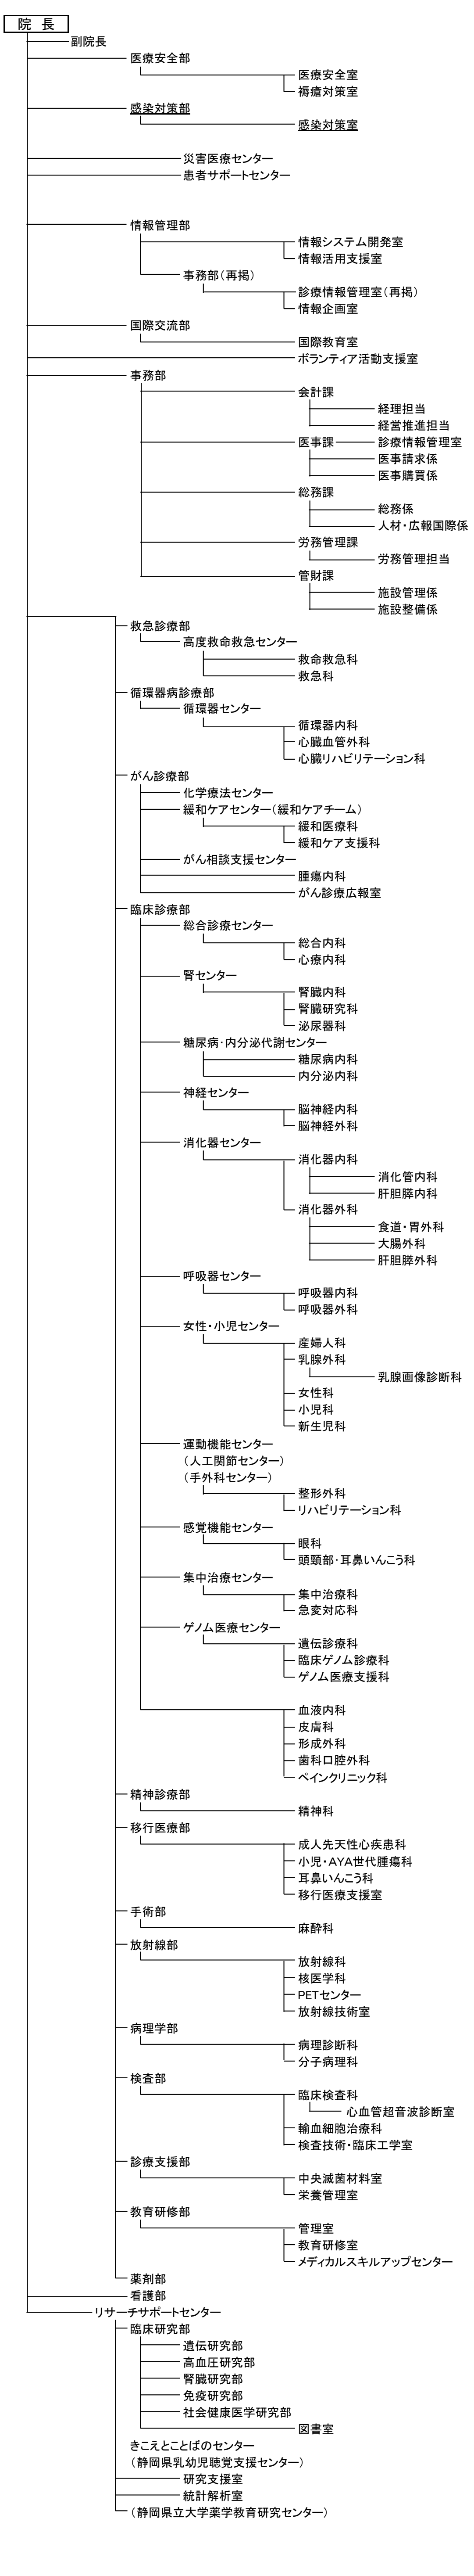 院　長
副院長
医療安全部
医療安全室
褥瘡対策室
感染対策部
感染対策室
災害医療センター
患者サポートセンター
情報管理部
情報システム開発室
情報活用支援室
事務部（再掲）
診療情報管理室（再掲）
情報企画室
国際交流部
国際教育室
ボランティア活動支援室
事務部
会計課
経理担当
経営推進担当
医事課
診療情報管理室
医事請求係
医事購買係
総務課
総務係
人材・広報国際係
労務管理課
労務管理担当
管財課
施設管理係
施設整備係
救急診療部
高度救命救急センター
救命救急科
救急科
循環器病診療部
循環器センター
循環器内科
心臓血管外科
心臓リハビリテーション科
がん診療部
化学療法センター
緩和ケアセンター（緩和ケアチーム）
緩和医療科
緩和ケア支援科
がん相談支援センター
腫瘍内科
がん診療広報室
臨床診療部
総合診療センター
総合内科
心療内科
腎センター
腎臓内科
腎臓研究科
泌尿器科
糖尿病・内分泌代謝センター
糖尿病内科
内分泌内科
神経センター
脳神経内科
脳神経外科
消化器センター
消化器内科
消化管内科
肝胆膵内科
消化器外科
食道・胃外科
大腸外科
肝胆膵外科
呼吸器センター
呼吸器内科
呼吸器外科
女性・小児センター
産婦人科
乳腺外科
乳腺画像診断科
女性科
小児科
新生児科
運動機能センター
（人工関節センター）
（手外科センター）
整形外科
リハビリテーション科
感覚機能センター
眼科
頭頸部・耳鼻いんこう科
集中治療センター
集中治療科
急変対応科
ゲノム医療センター
遺伝診療科
臨床ゲノム診療科
ゲノム医療支援科
血液内科
皮膚科
形成外科
歯科口腔外科
ペインクリニック科
精神診療部
精神科
移行医療部
成人先天性心疾患科
小児・AYA世代腫瘍科
耳鼻いんこう科
移行医療支援室
手術部
麻酔科
放射線部
放射線科
核医学科
PETセンター
放射線技術室
病理学部
病理診断科
分子病理科
検査部
臨床検査科
心血管超音波診断室
輸血細胞治療科
検査技術・臨床工学室
診療支援部
中央滅菌材料室
栄養管理室
教育研修部
管理室
教育研修室
メディカルスキルアップセンター
薬剤部
看護部
リサーチサポートセンター
臨床研究部
遺伝研究部
高血圧研究部
腎臓研究部
免疫研究部
社会健康医学研究部
図書室
きこえとことばのセンター
（静岡県乳幼児聴覚支援センター）
研究支援室
統計解析室
（静岡県立大学薬学教育研究センター）